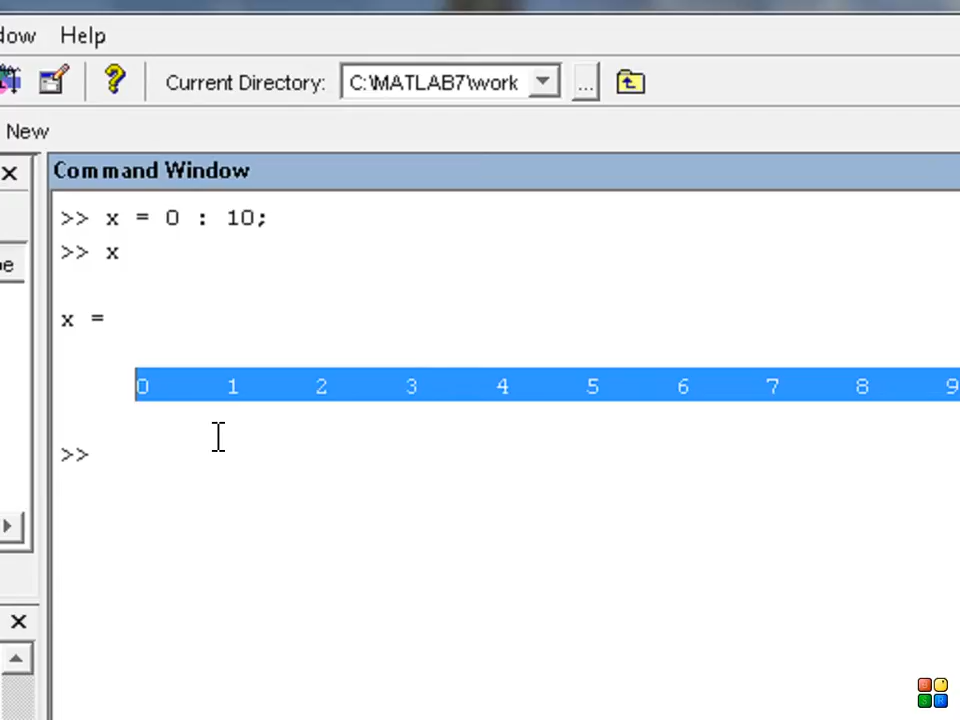 dow Help
Current Directory: C:\MATLAB7\work ...
New
Command Window
>> x = 0 : 10;
>> x
x =
0 1 2 3 4 5 6 7 8 9
>>